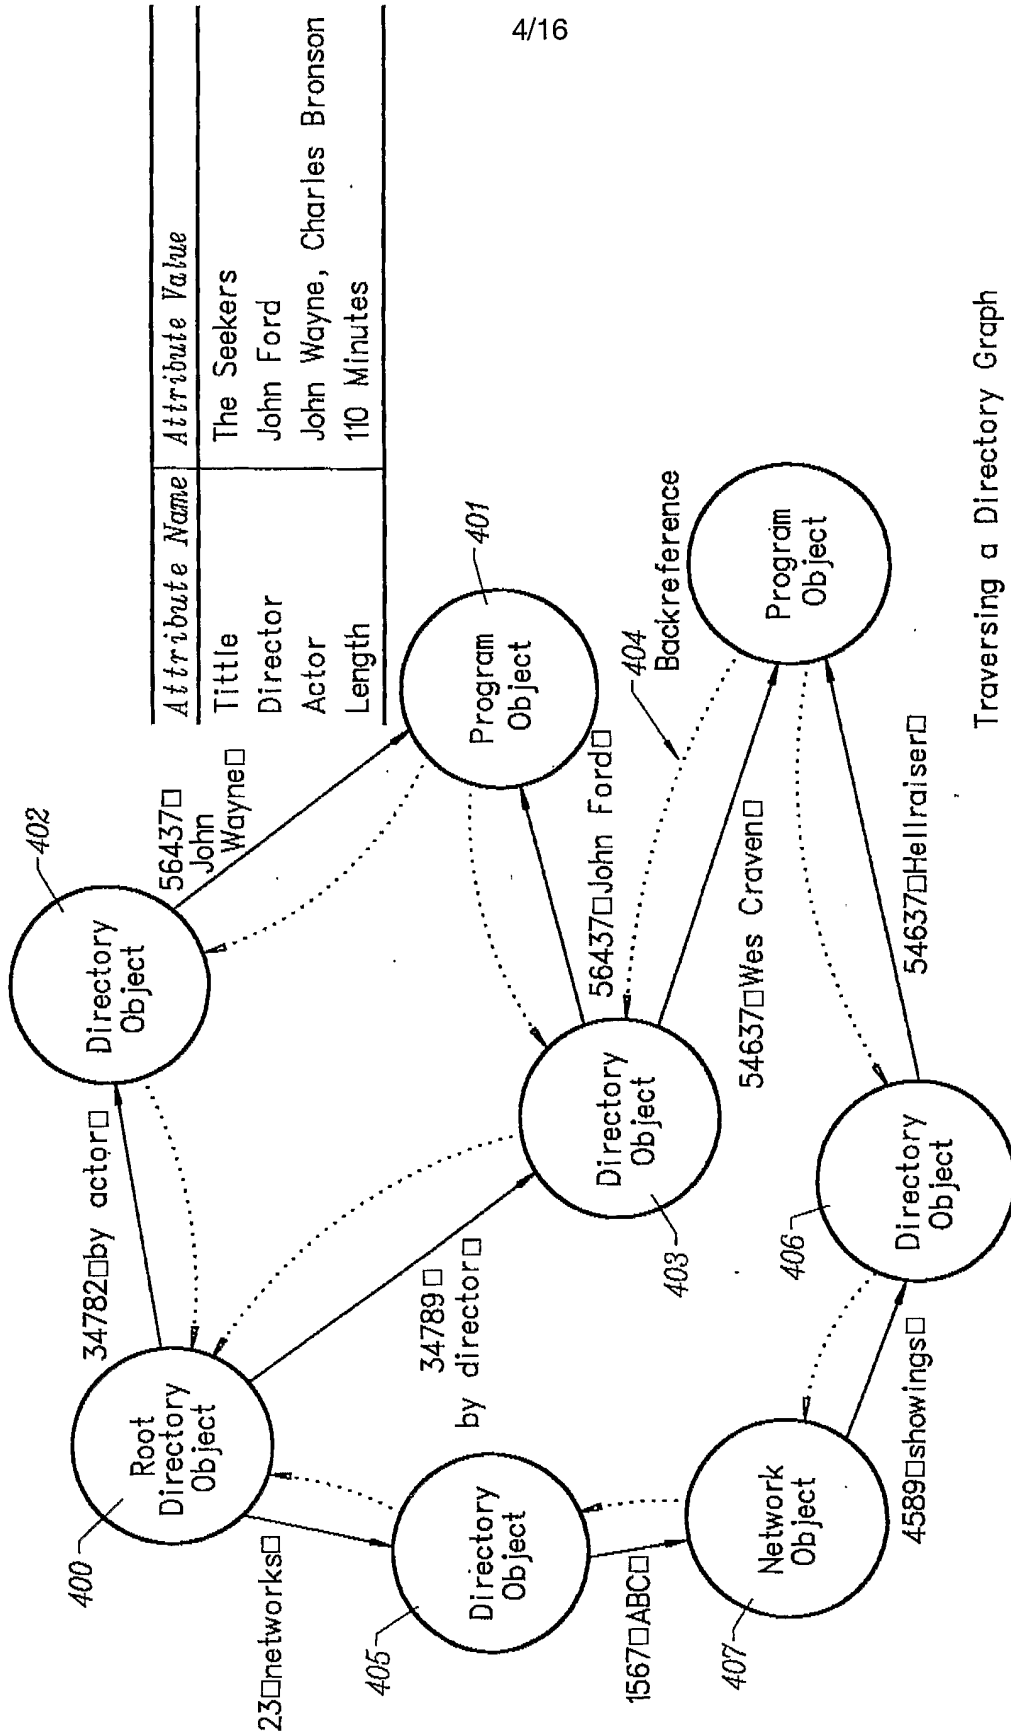 4/16
Attribute Name Attribute Value
Tittle The Seekers
Director John Ford
Actor John Wayne, Charles Bronson
Length 110 Minutes
402
Directory
Object
56437□
John
Wayne□
401
Program
Object
34782□by actor□
400
Root
Directory
Object
34789□
by director□
403
Directory
Object
56437□John Ford□
404
Backreference
Program
Object
54637□Wes Craven□
23□networks□
405
Directory
Object
1567□ABC□
407
Network
Object
4589□showings□
406
Directory
Object
54637□Hellraiser□
Traversing a Directory Graph